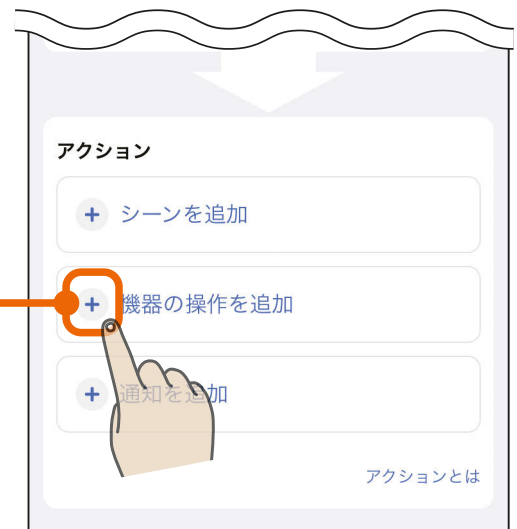 アクション
+ シーンを追加
+ 機器の操作を追加
+ 通知を追加
アクションとは